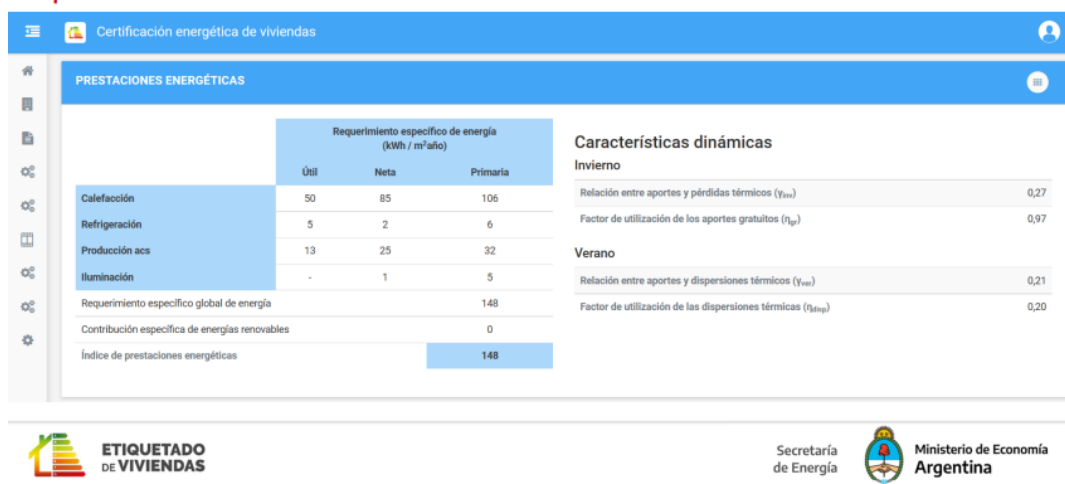 Certificación energética de viviendas
PRESTACIONES ENERGÉTICAS
Requerimiento específico de energía
(kWh / m²año)
Útil Neta Primaria
Calefacción 50 85 106
Refrigeración 5 2 6
Producción acs 13 25 32
Iluminación - 1 5
Requerimiento específico global de energía 148
Contribución específica de energías renovables 0
Índice de prestaciones energéticas 148
Características dinámicas
Invierno
Relación entre aportes y pérdidas térmicos (γinv) 0,27
Factor de utilización de los aportes gratuitos (ηgr) 0,97
Verano
Relación entre aportes y dispersiones térmicos (γver) 0,21
Factor de utilización de las dispersiones térmicas (ηdisp) 0,20
ETIQUETADO
DE VIVIENDAS
Secretaría
de Energía
Ministerio de Economía
Argentina